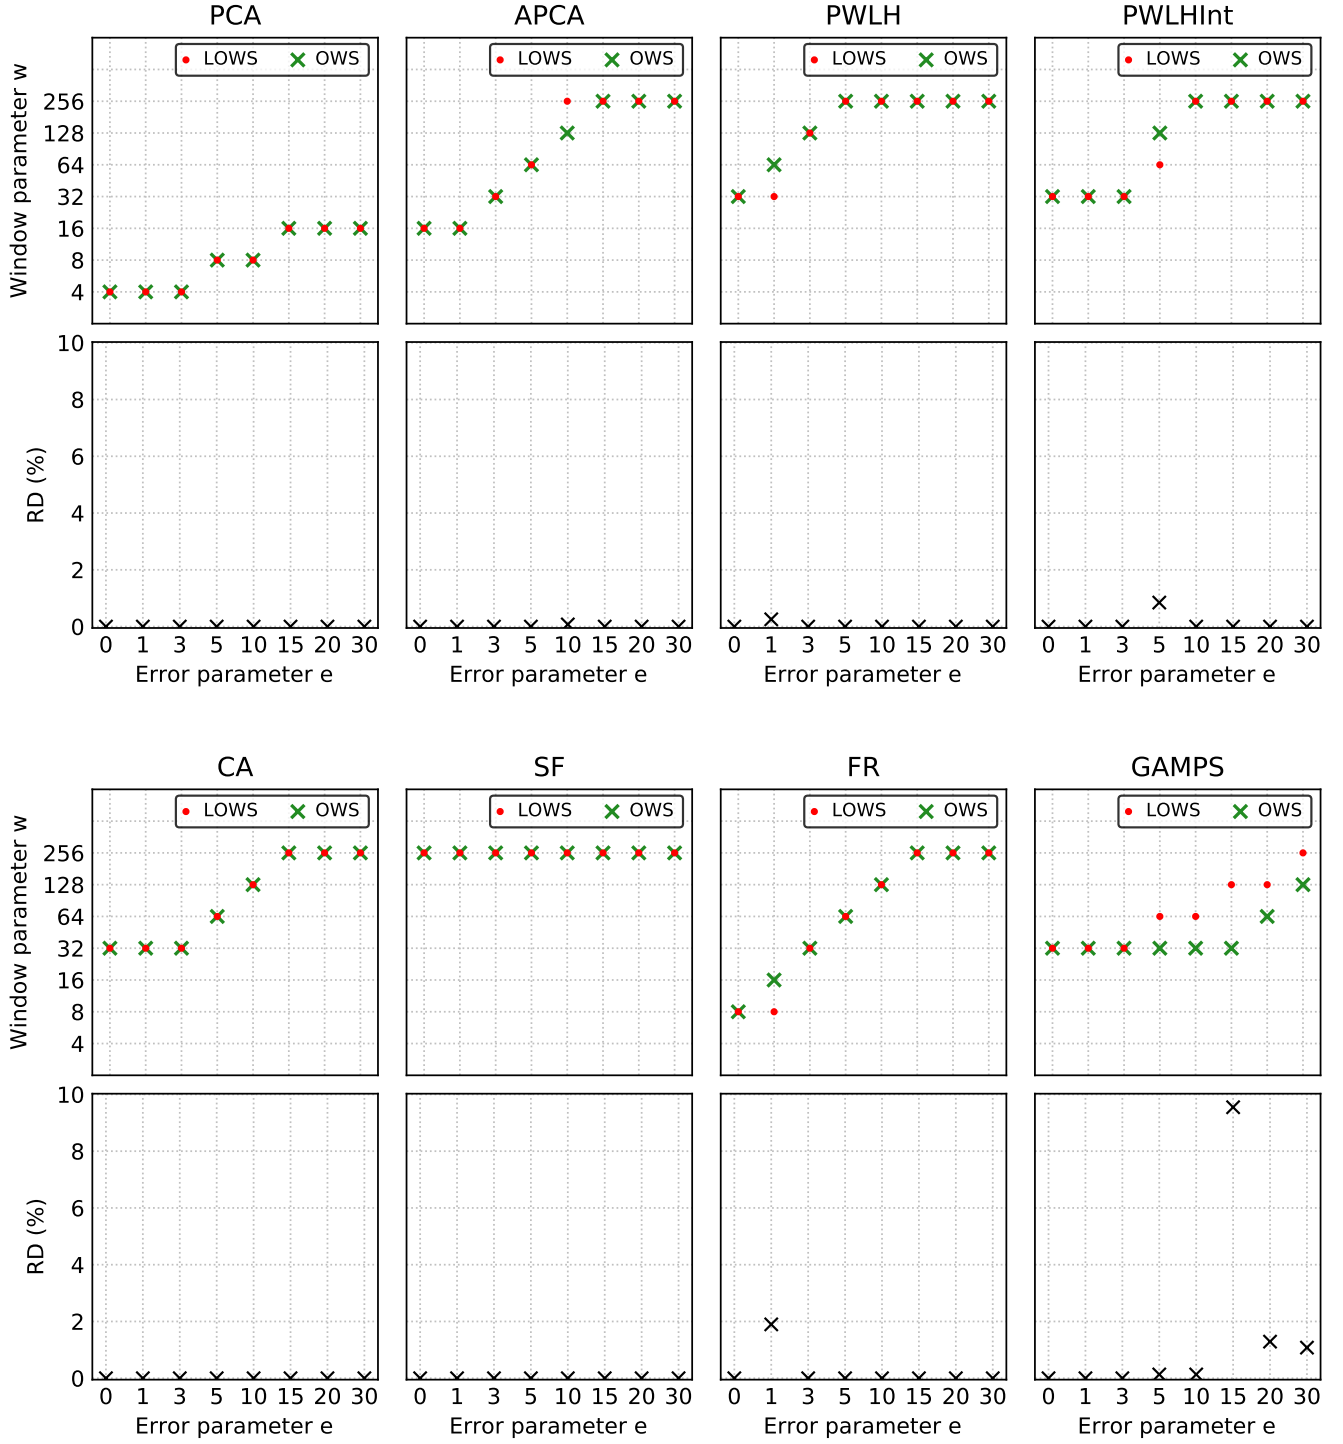 PCA APCA PWLH PWLHInt
LOWS OWS LOWS OWS LOWS OWS LOWS OWS
Window parameter w
256
128
64
32
16
8
4
RD (%)
10
8
6
4
2
0
0 1 3 5 10 15 20 30 0 1 3 5 10 15 20 30 0 1 3 5 10 15 20 30 0 1 3 5 10 15 20 30
Error parameter e Error parameter e Error parameter e Error parameter e
CA SF FR GAMPS
LOWS OWS LOWS OWS LOWS OWS LOWS OWS
Window parameter w
256
128
64
32
16
8
4
RD (%)
10
8
6
4
2
0
0 1 3 5 10 15 20 30 0 1 3 5 10 15 20 30 0 1 3 5 10 15 20 30 0 1 3 5 10 15 20 30
Error parameter e Error parameter e Error parameter e Error parameter e